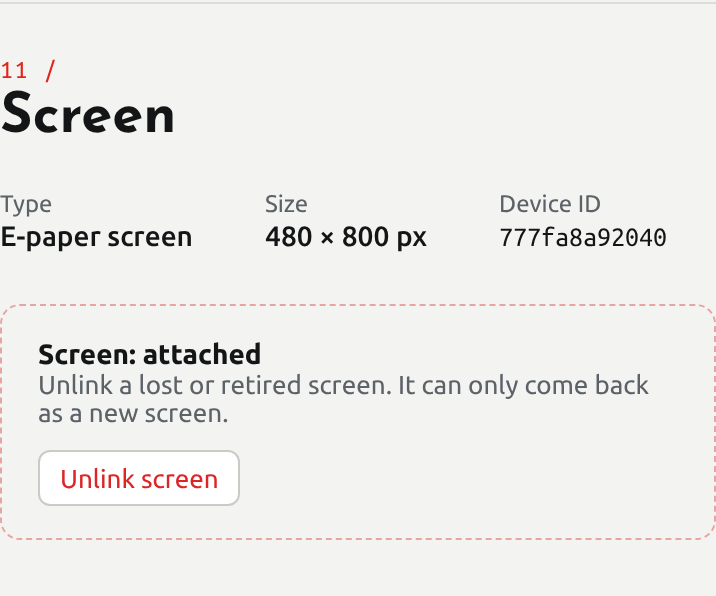 11 /
Screen
Type
E-paper screen
Size
480 × 800 px
Device ID
777fa8a92040
Screen: attached
Unlink a lost or retired screen. It can only come back
as a new screen.
Unlink screen